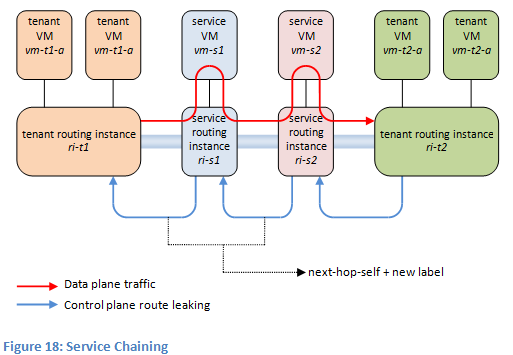 tenant
VM
vm-t1-a
tenant
VM
vm-t1-a
service
VM
vm-s1
service
VM
vm-s2
tenant
VM
vm-t2-a
tenant
VM
vm-t2-a
tenant routing instance
ri-t1
service
routing
instance
ri-s1
service
routing
instance
ri-s2
tenant routing instance
ri-t2
next-hop-self + new label
Data plane traffic
Control plane route leaking
Figure 18: Service Chaining